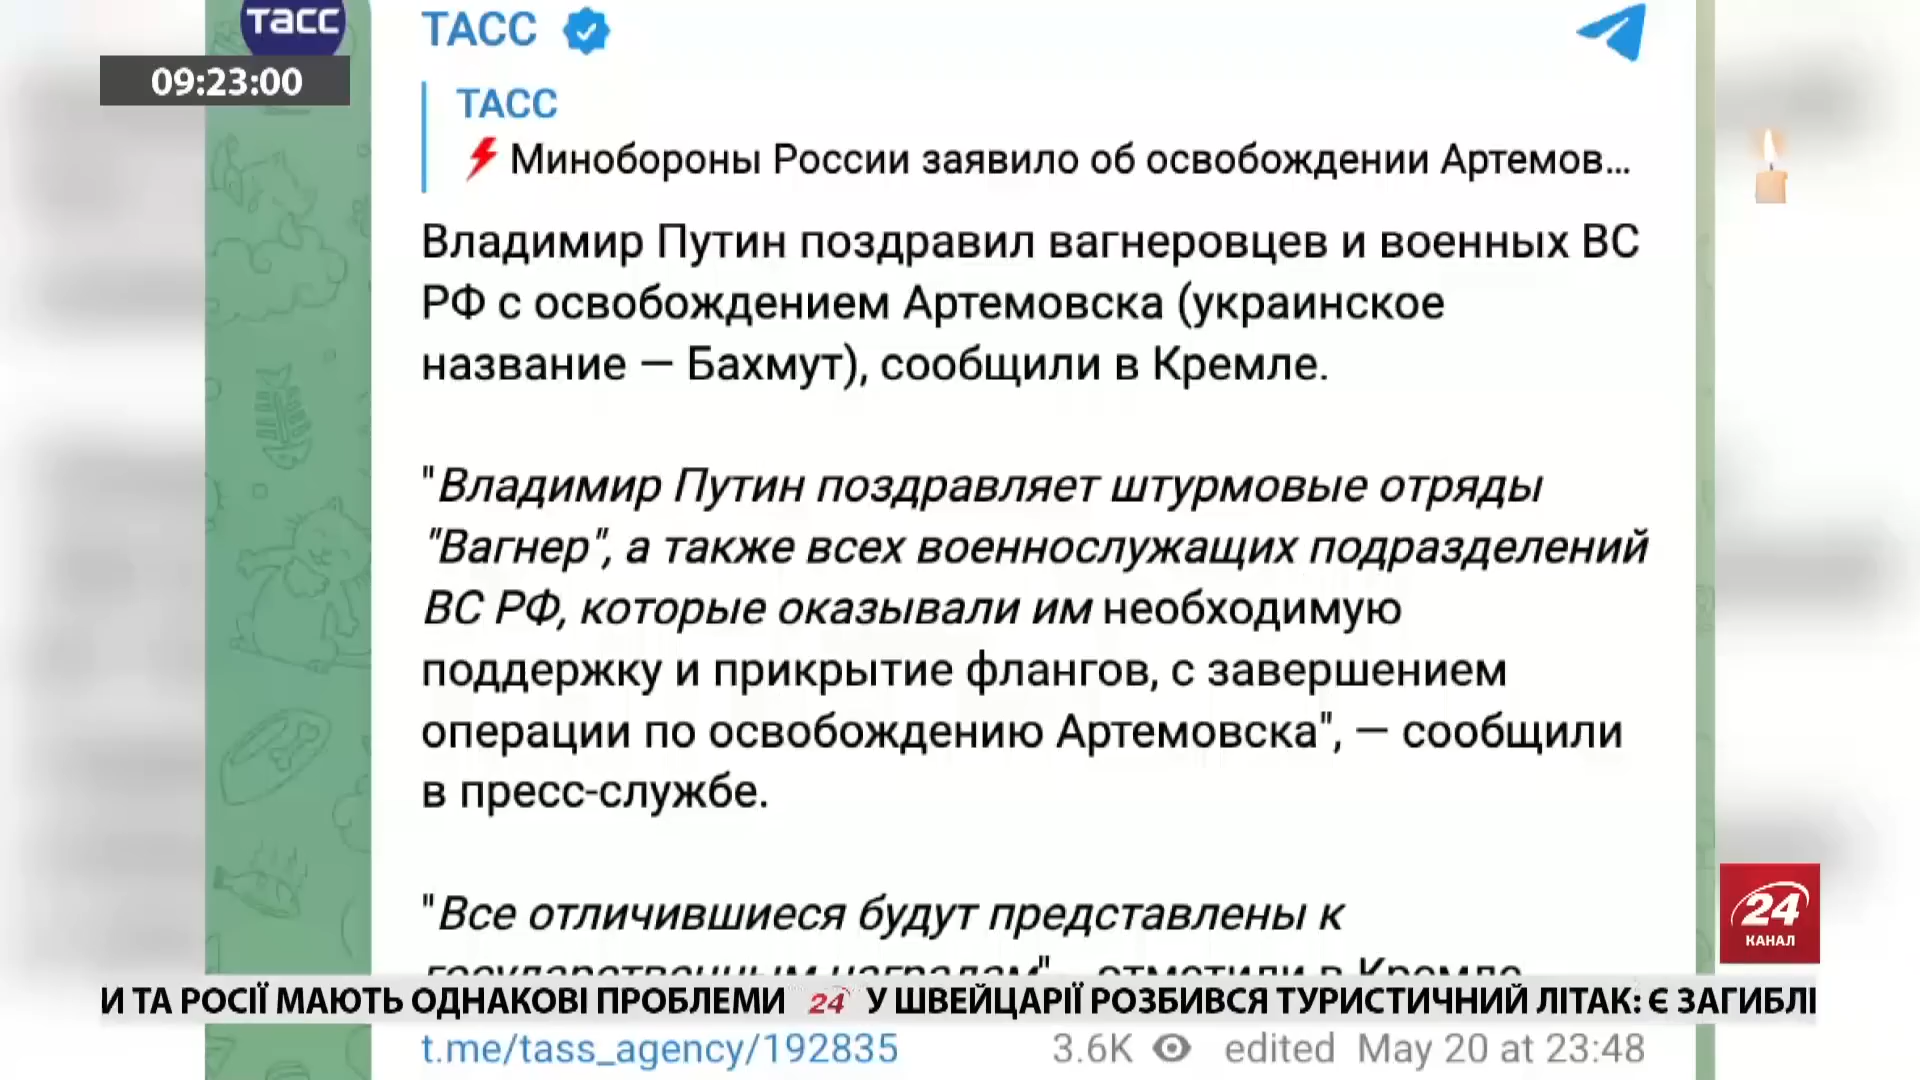 тасс
ТАСС
09:23:00
ТАСС
Минобороны России заявило об освобождении Артемов...
Владимир Путин поздравил вагнеровцев и военных ВС
РФ с освобождением Артемовска (украинское
название — Бахмут), сообщили в Кремле.
"Владимир Путин поздравляет штурмовые отряды
"Вагнер", а также всех военнослужащих подразделений
ВС РФ, которые оказывали им необходимую
поддержку и прикрытие флангов, с завершением
операции по освобождению Артемовска", — сообщили
в пресс-службе.
"Все отличившиеся будут представлены к
государственным наградам", отметили в Кремле
24
КАНАЛ
И ТА РОСІЇ МАЮТЬ ОДНАКОВІ ПРОБЛЕМИ 24 У ШВЕЙЦАРІЇ РОЗБИВСЯ ТУРИСТИЧНИЙ ЛІТАК: Є ЗАГИБЛІ
t.me/tass_agency/192835 3.6K edited May 20 at 23:48